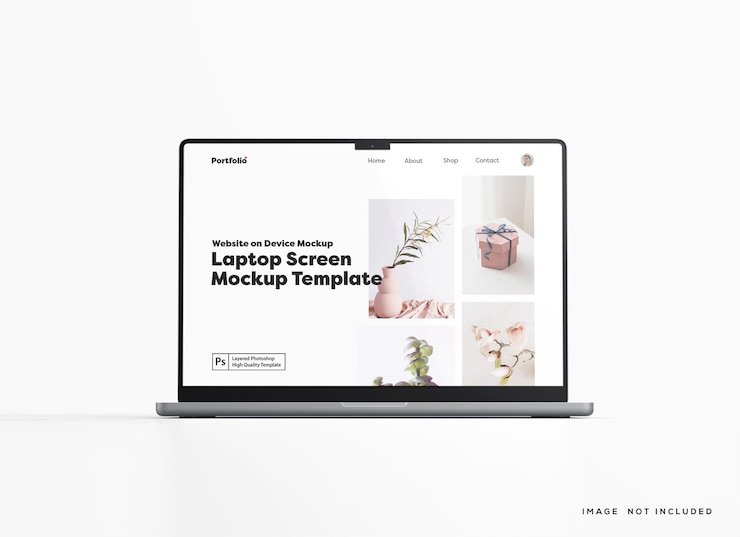 Portfolio
Home About Shop Contact
Website on Device Mockup
Laptop Screen
Mockup Template
Ps
Layered Photoshop
High Quality Template
IMAGE NOT INCLUDED